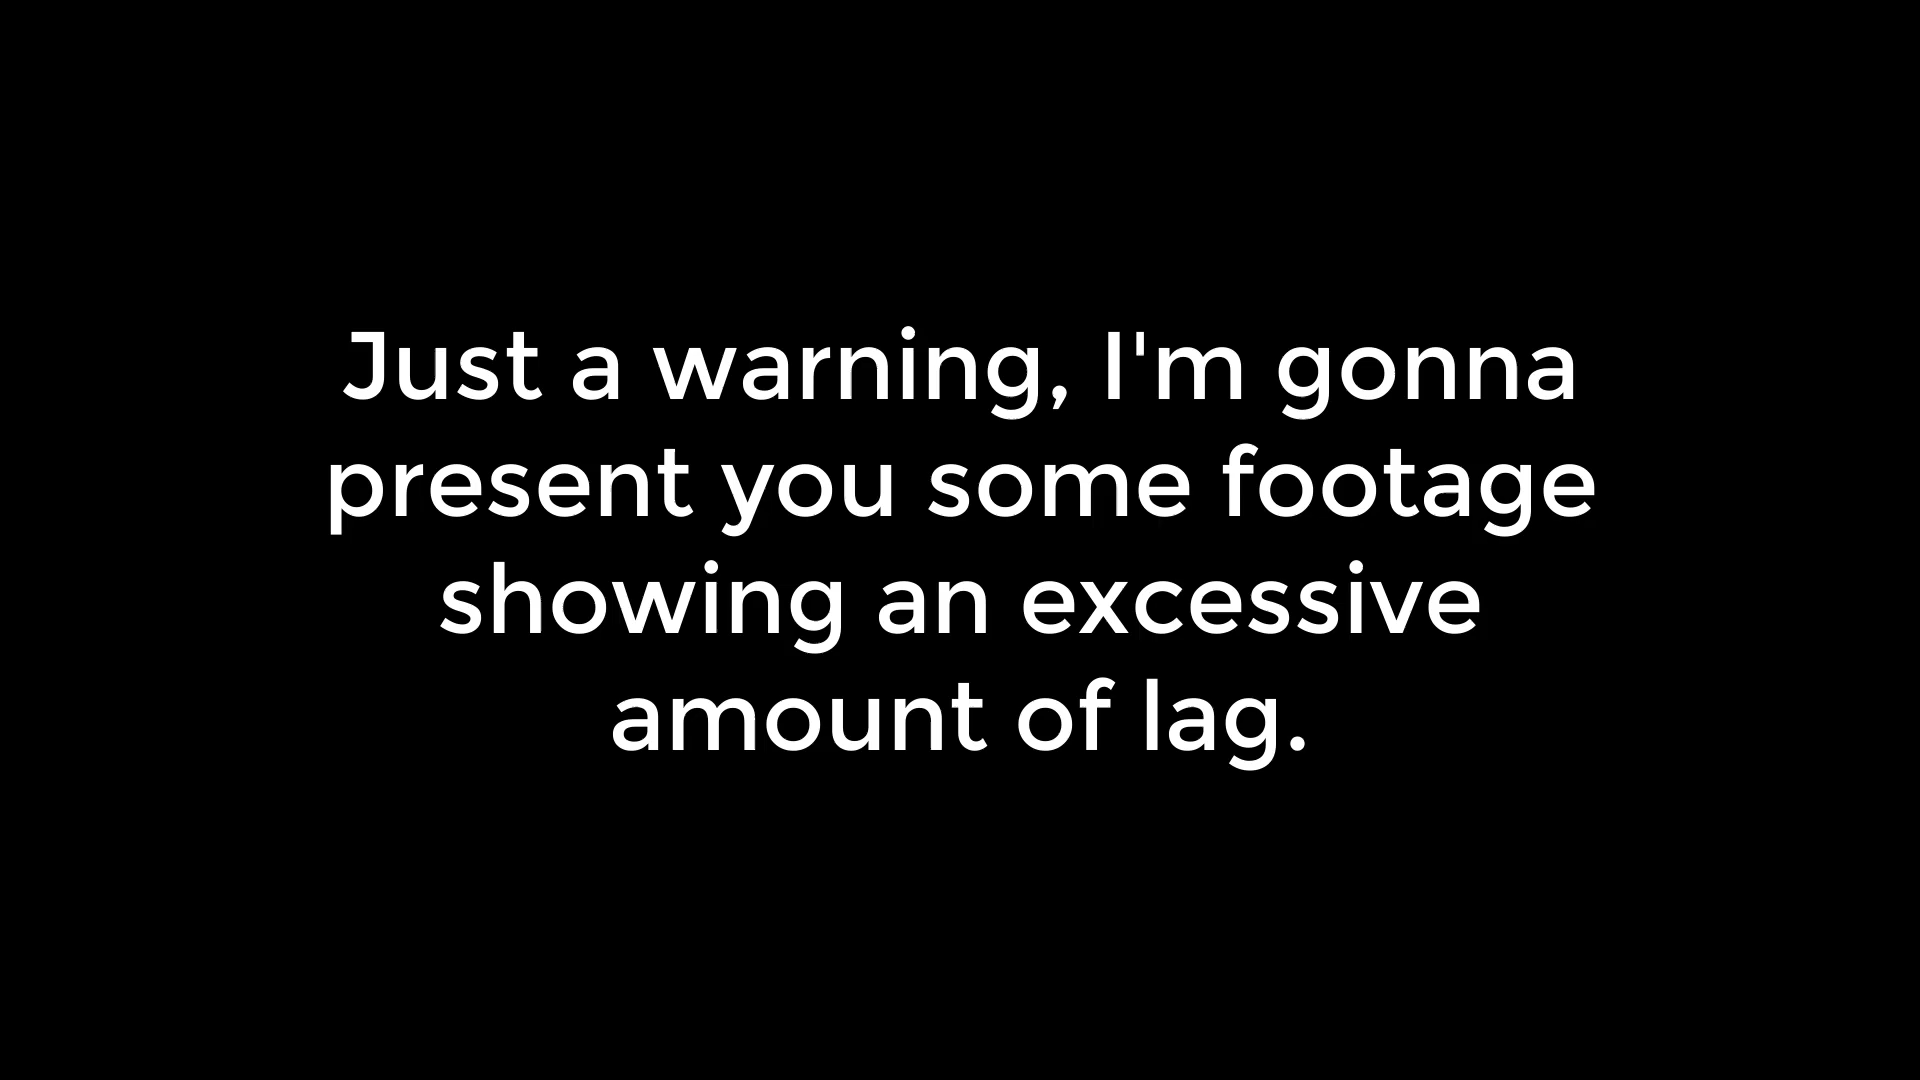 Just a warning, I'm gonna
present you some footage
showing an excessive
amount of lag.